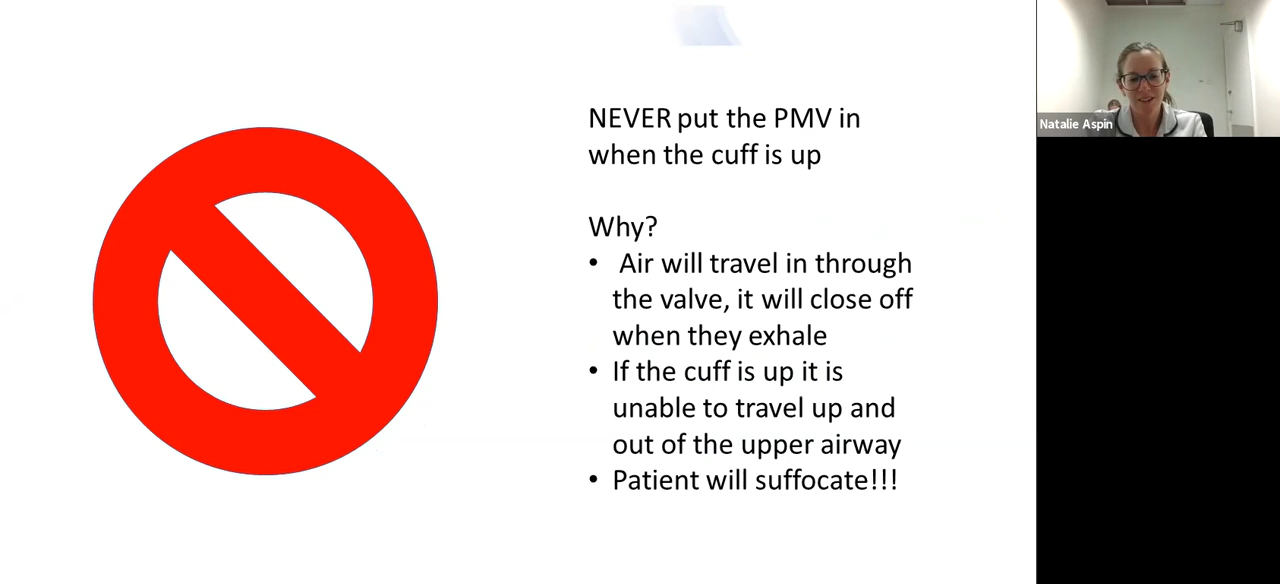 NEVER put the PMV in
when the cuff is up
Why?
• Air will travel in through
the valve, it will close off
when they exhale
• If the cuff is up it is
unable to travel up and
out of the upper airway
• Patient will suffocate!!!
Natalie Aspin